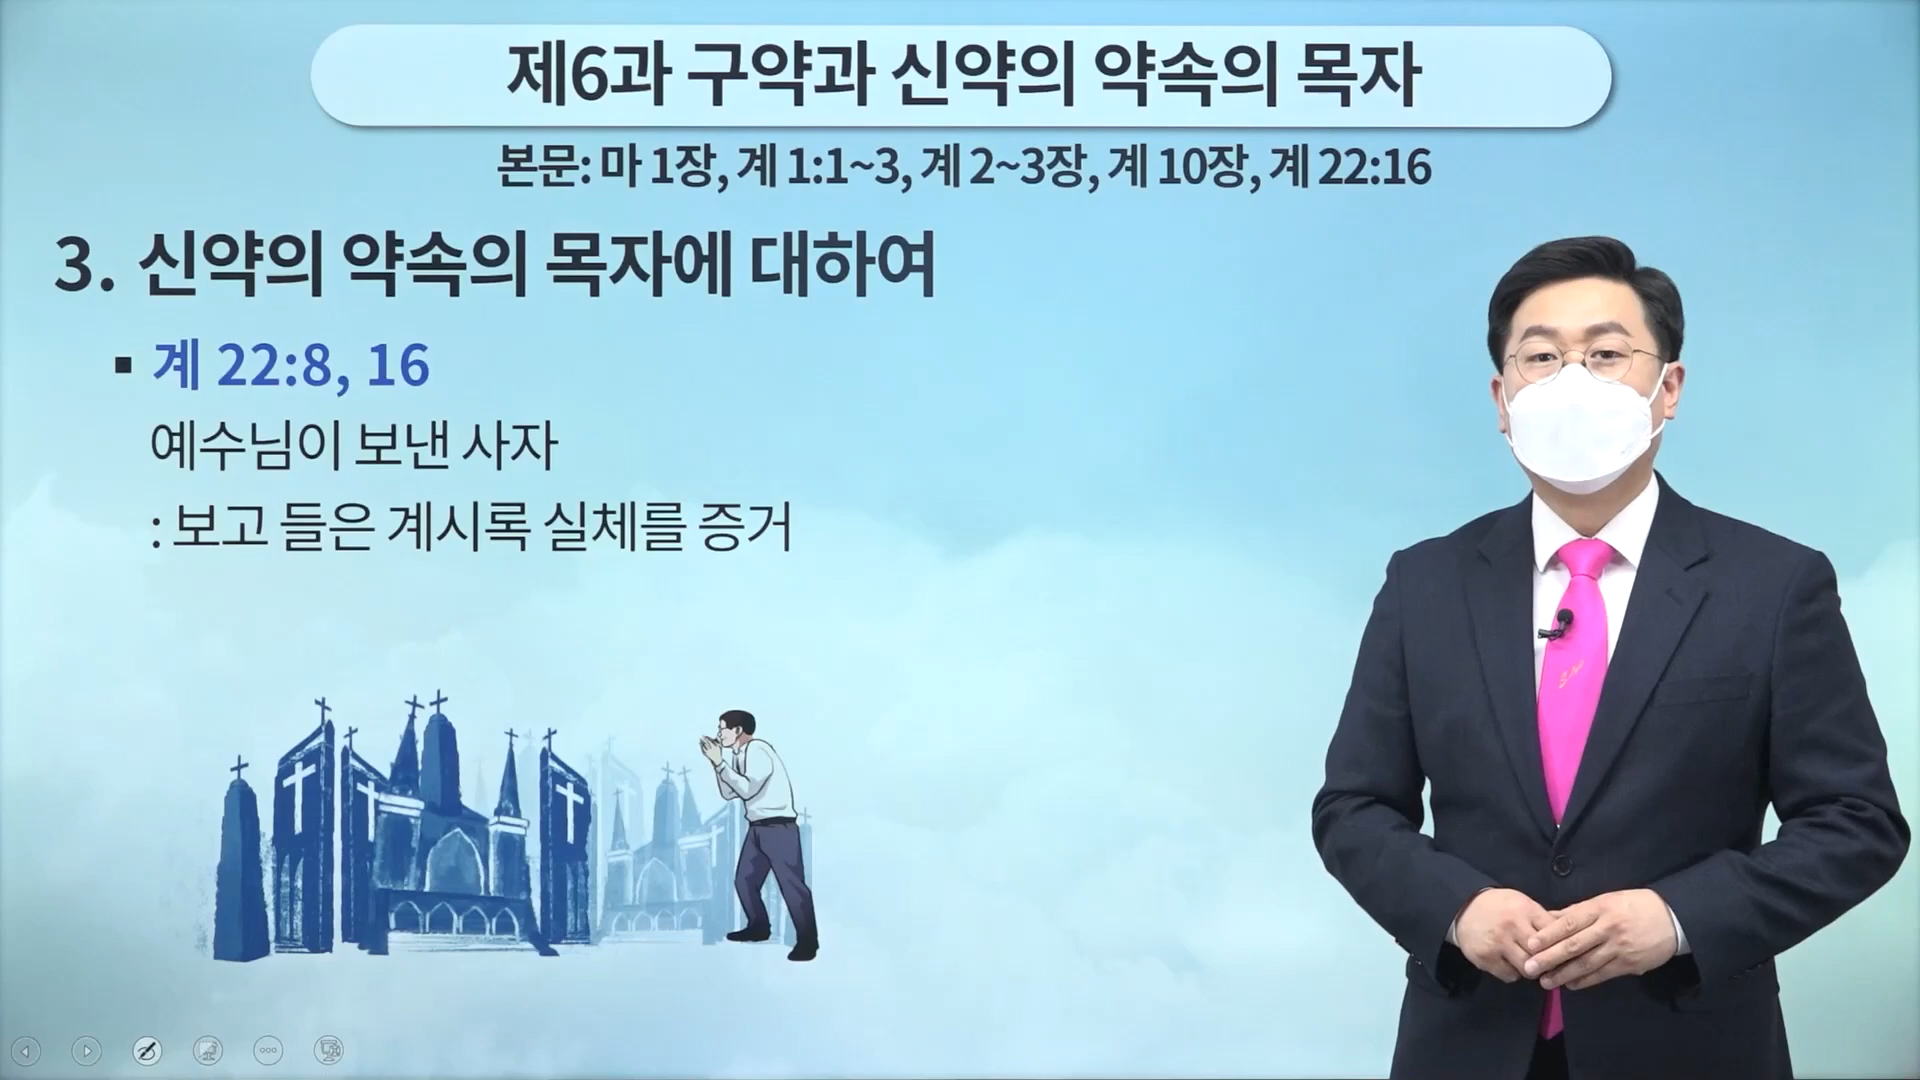 제6과 구약과 신약의 약속의 목자
본문: 마 1장, 계 1:1~3, 계 2~3장, 계 10장, 계 22:16
3. 신약의 약속의 목자에 대하여
▪ 계 22:8, 16
예수님이 보낸 사자
: 보고 들은 계시록 실체를 증거